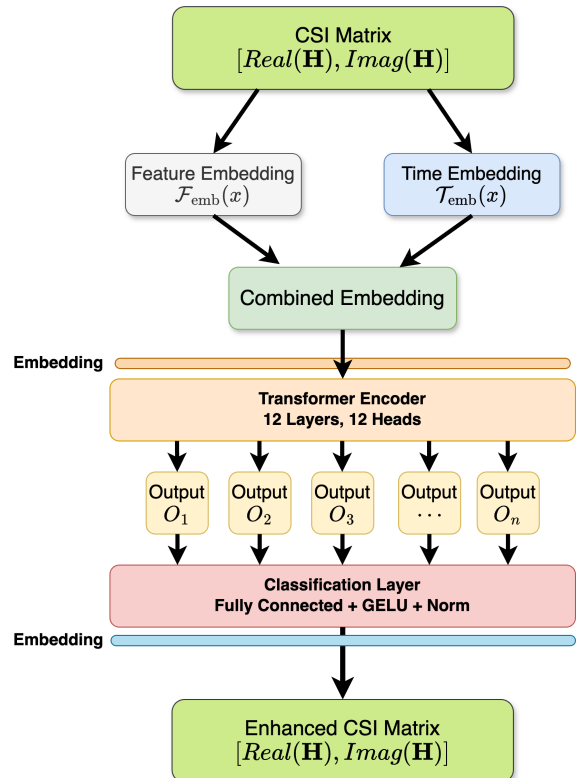 CSI Matrix
[Real(H), Imag(H)]
Feature Embedding
ℱemb(x)
Time Embedding
𝒯emb(x)
Combined Embedding
Embedding
Transformer Encoder
12 Layers, 12 Heads
Output
O1
Output
O2
Output
O3
Output
⋯
Output
On
Classification Layer
Fully Connected + GELU + Norm
Embedding
Enhanced CSI Matrix
[Real(H), Imag(H)]